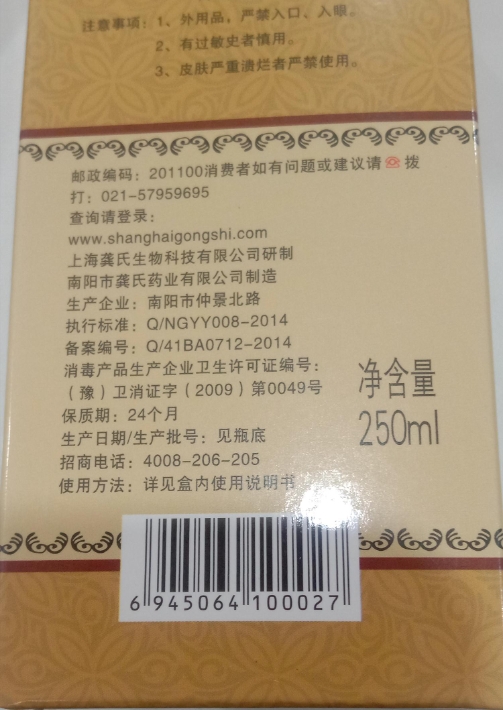 注意事项：1、外用品，严禁入口、入眼。
2、有过敏史者慎用。
3、皮肤严重溃烂者严禁使用。
邮政编码：201100消费者如有问题或建议请☎拨
打：021-57959695
查询请登录：
www.shanghaigongshi.com
上海龚氏生物科技有限公司研制
南阳市龚氏药业有限公司制造
生产企业：南阳市仲景北路
执行标准：Q/NGYY008-2014
备案编号：Q/41BA0712-2014
消毒产品生产企业卫生许可证编号：
（豫）卫消证字（2009）第0049号
保质期：24个月
生产日期/生产批号：见瓶底
招商电话：4008-206-205
使用方法：详见盒内使用说明书
净含量
250ml
6 945064 100027